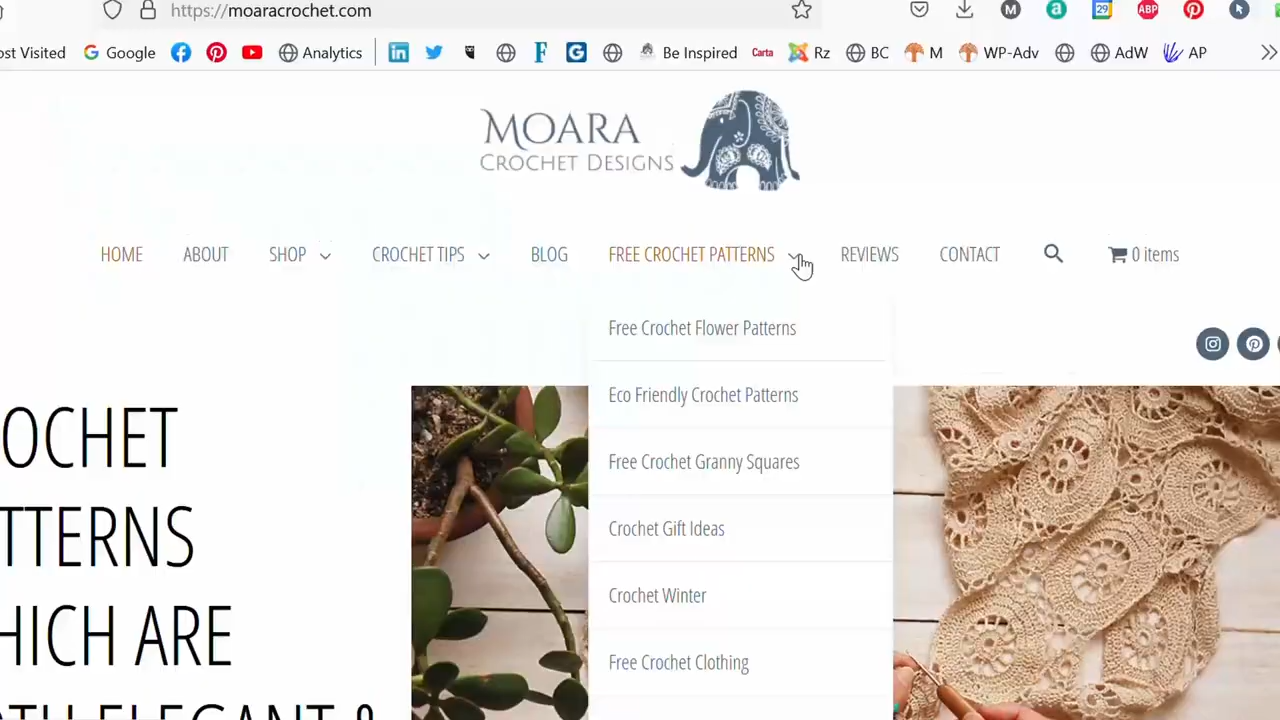 https://moaracrochet.com
M
29
ABP
ost Visited
Google
Analytics
Be Inspired
Carta
Rz
BC
M
WP-Adv
AdW
AP
MOARA
CROCHET DESIGNS
HOME
ABOUT
SHOP
CROCHET TIPS
BLOG
FREE CROCHET PATTERNS
REVIEWS
CONTACT
0 items
Free Crochet Flower Patterns
Eco Friendly Crochet Patterns
Free Crochet Granny Squares
Crochet Gift Ideas
Crochet Winter
Free Crochet Clothing
OCHET
TTERNS
HICH ARE